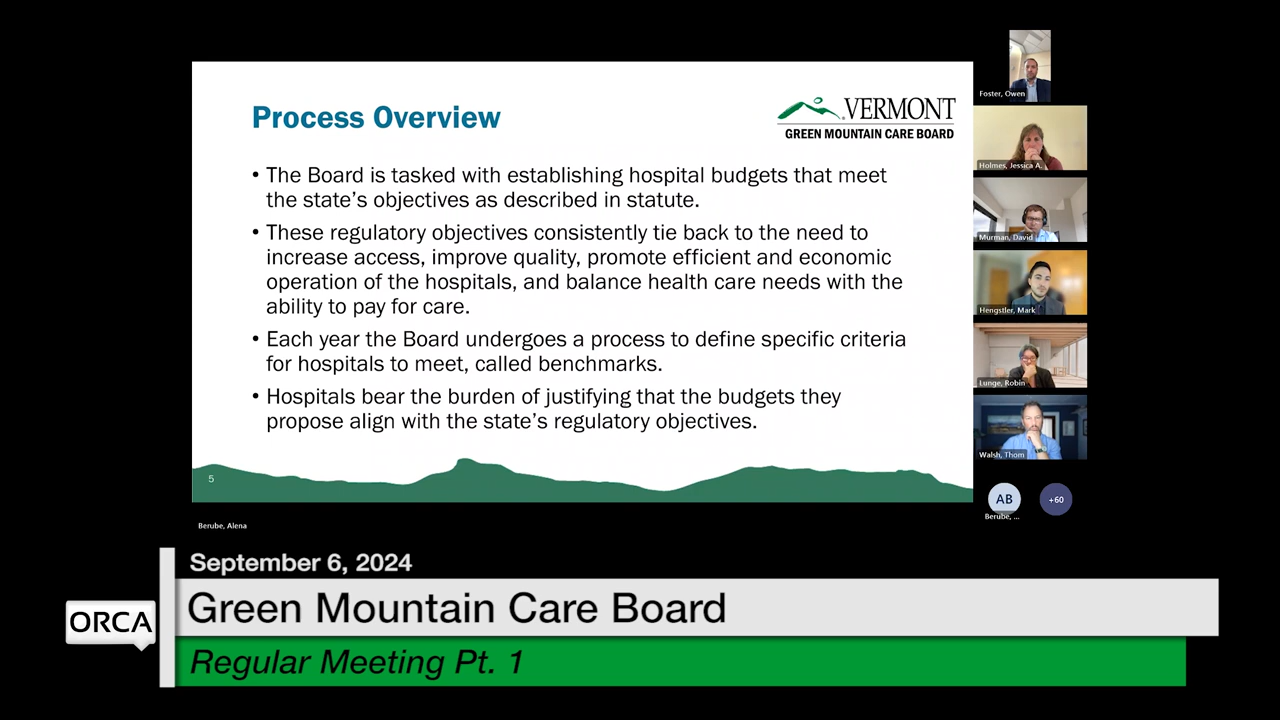 Process Overview
VERMONT
GREEN MOUNTAIN CARE BOARD
• The Board is tasked with establishing hospital budgets that meet
the state's objectives as described in statute.
• These regulatory objectives consistently tie back to the need to
increase access, improve quality, promote efficient and economic
operation of the hospitals, and balance health care needs with the
ability to pay for care.
• Each year the Board undergoes a process to define specific criteria
for hospitals to meet, called benchmarks.
• Hospitals bear the burden of justifying that the budgets they
propose align with the state's regulatory objectives.
5
Foster, Owen
Holmes, Jessica A.
Murman, David
Hengstler, Mark
Lunge, Robin
Walsh, Thom
AB
+60
Berube, ...
Berube, Alena
September 6, 2024
ORCA
Green Mountain Care Board
Regular Meeting Pt. 1